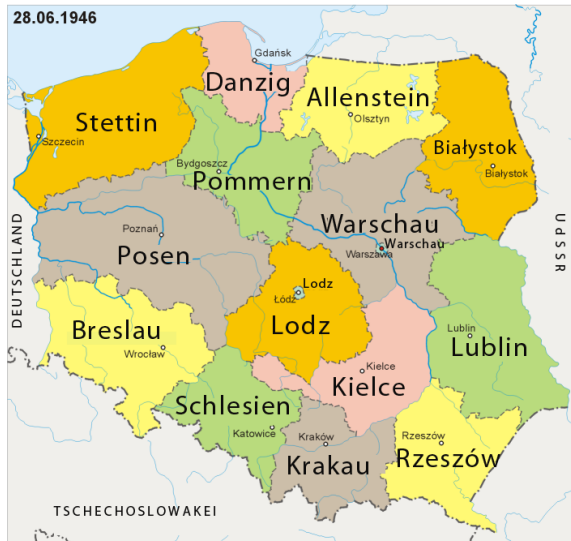 28.06.1946
Gdańsk
Danzig
Allenstein
Olsztyn
Stettin
Szczecin
Białystok
Białystok
Bydgoszcz
Pommern
Warschau
Warschau
Warszawa
Poznań
Posen
DEUTSCHLAND
UdSSR
Lodz
Łódź
Lodz
Breslau
Wrocław
Lublin
Lublin
Kielce
Kielce
Schlesien
Katowice
Kraków
Krakau
Rzeszów
Rzeszów
TSCHECHOSLOWAKEI